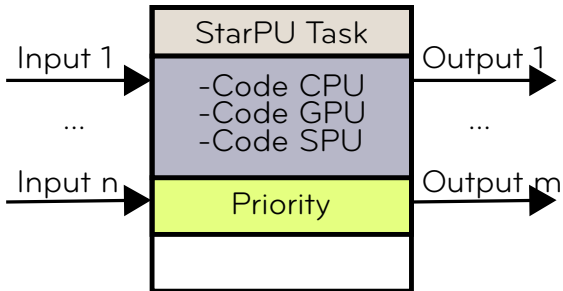 StarPU Task
Input 1
Output 1
-Code CPU
-Code GPU
-Code SPU
...
...
Input n
Output m
Priority